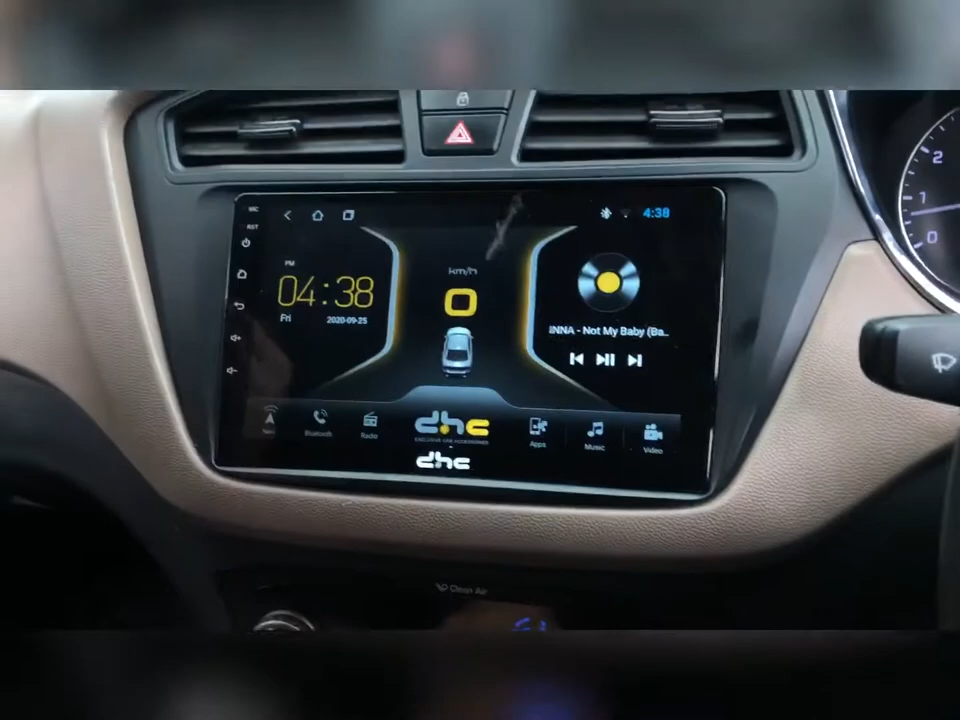 MIC
RST
4:38
PM
04:38
Fri
2020-09-25
km/h
0
INNA - Not My Baby (Ba..
Navi
Bluetooth
Radio
dhc
EXCLUSIVE CAR ACCESSORIES
Apps
Music
Video
dhc
Clean Air
2
1
0